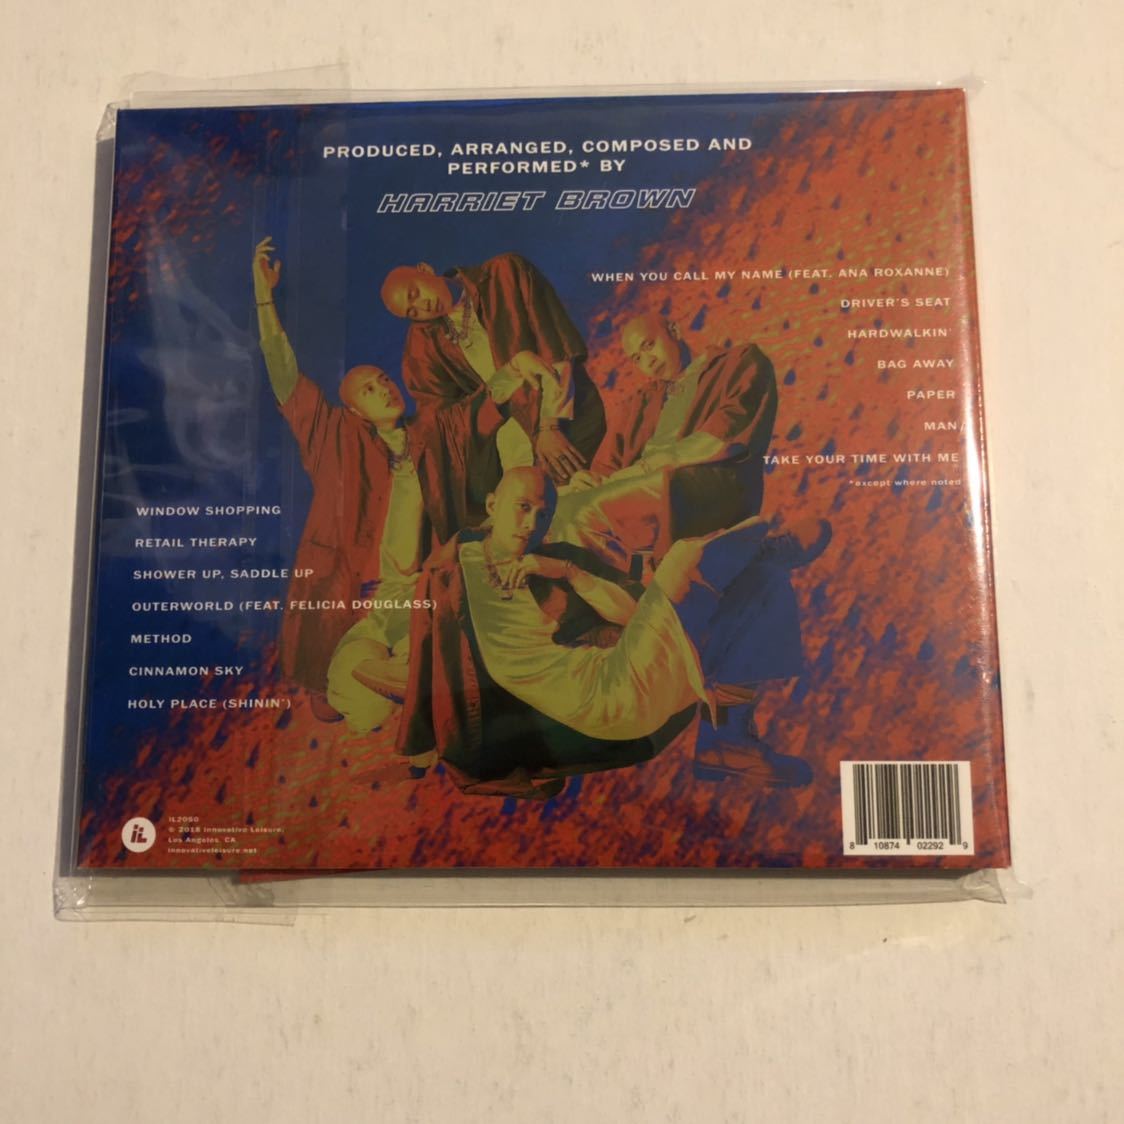 PRODUCED, ARRANGED, COMPOSED AND
PERFORMED* BY
HARRIET BROWN
WINDOW SHOPPING
RETAIL THERAPY
SHOWER UP, SADDLE UP
OUTERWORLD (FEAT. FELICIA DOUGLASS)
METHOD
CINNAMON SKY
HOLY PLACE (SHININ')
WHEN YOU CALL MY NAME (FEAT. ANA ROXANNE)
DRIVER'S SEAT
HARDWALKIN'
BAG AWAY
PAPER
MAN
TAKE YOUR TIME WITH ME
*except where noted
iL
IL2050
© 2018 Innovative Leisure,
Los Angeles, CA
innovativeleisure.net
8 10874 02292 9